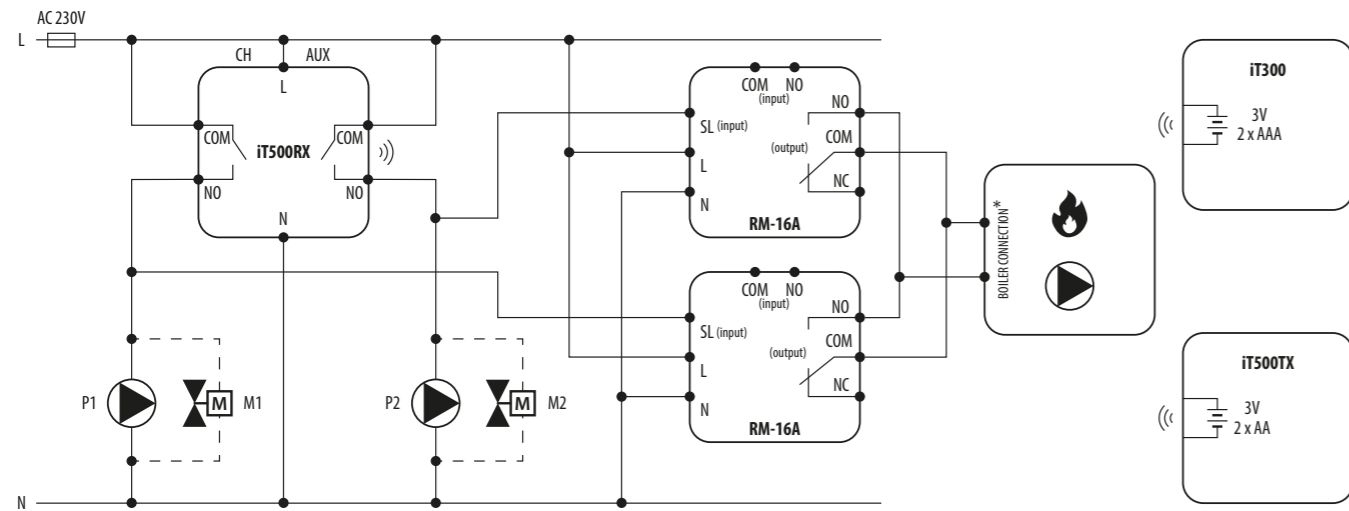 AC 230V
L
CH
AUX
L
COM
iT500RX
COM
NO
NO
N
P1
M
M1
P2
M
M2
N
COM
NO
(input)
NO
SL (input)
COM
(output)
L
NC
N
RM-16A
COM
NO
(input)
NO
SL (input)
COM
(output)
L
NC
N
RM-16A
BOILER CONNECTION*
iT300
3V
2 x AAA
iT500TX
3V
2 x AA